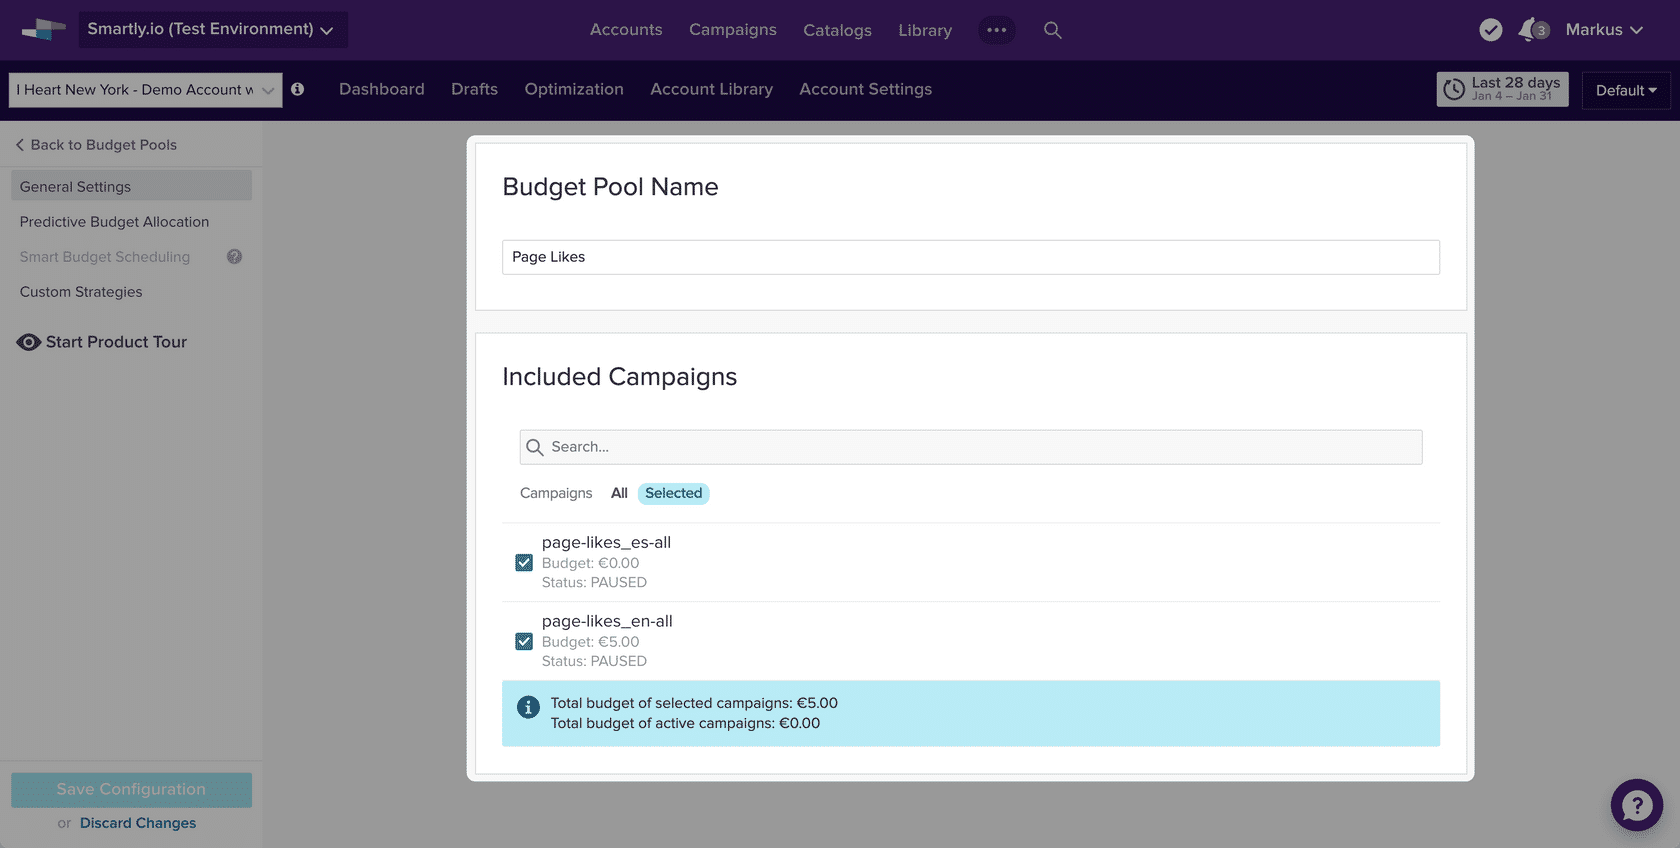 Smartly.io (Test Environment)
Accounts
Campaigns
Catalogs
Library
3
Markus
I Heart New York - Demo Account w
Dashboard
Drafts
Optimization
Account Library
Account Settings
Last 28 days
Jan 4 – Jan 31
Default
Back to Budget Pools
General Settings
Predictive Budget Allocation
Smart Budget Scheduling ?
Custom Strategies
Start Product Tour
Save Configuration
or Discard Changes
Budget Pool Name
Page Likes
Included Campaigns
Search...
Campaigns All Selected
page-likes_es-all
Budget: €0.00
Status: PAUSED
page-likes_en-all
Budget: €5.00
Status: PAUSED
Total budget of selected campaigns: €5.00
Total budget of active campaigns: €0.00
?